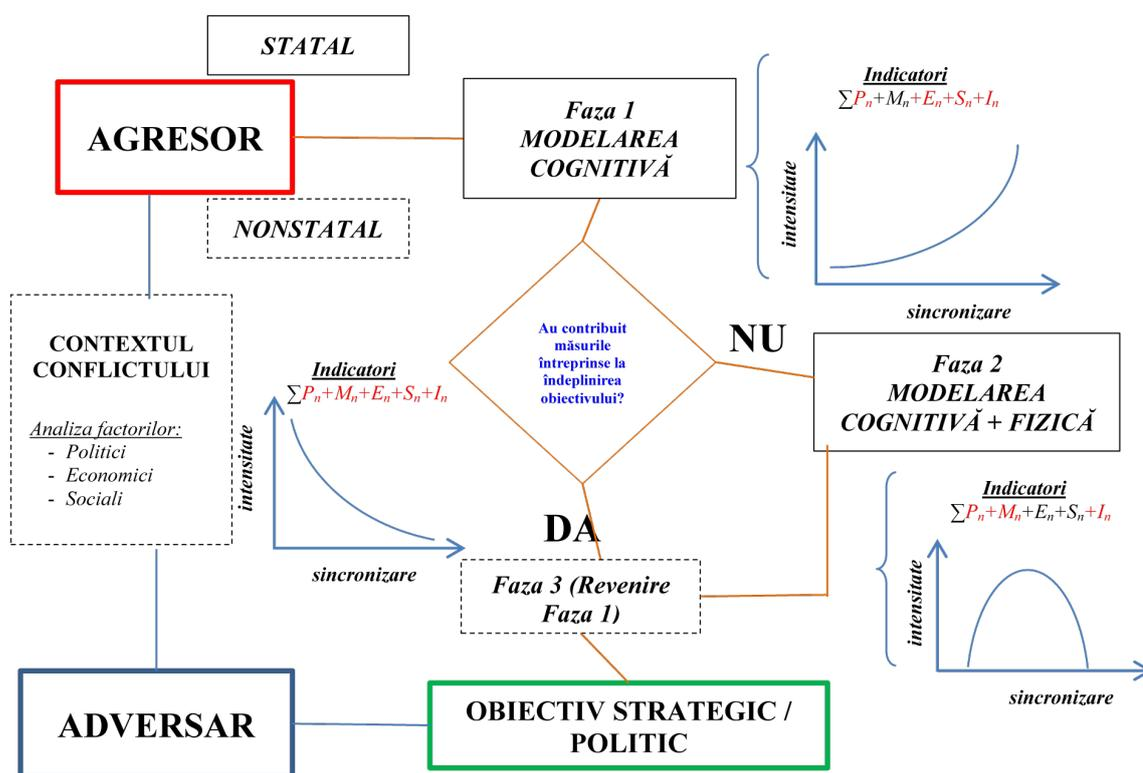 STATAL
AGRESOR
NONSTATAL
Faza 1
MODELAREA
COGNITIVĂ
Indicatori
∑Pₙ+Mₙ+Eₙ+Sₙ+Iₙ
intensitate
sincronizare
CONTEXTUL
CONFLICTULUI
Analiza factorilor:
- Politici
- Economici
- Sociali
Indicatori
∑Pₙ+Mₙ+Eₙ+Sₙ+Iₙ
intensitate
sincronizare
Au contribuit
măsurile
întreprinse la
îndeplinirea
obiectivului?
NU
DA
Faza 2
MODELAREA
COGNITIVĂ + FIZICĂ
Indicatori
∑Pₙ+Mₙ+Eₙ+Sₙ+Iₙ
intensitate
sincronizare
Faza 3 (Revenire
Faza 1)
ADVERSAR
OBIECTIV STRATEGIC /
POLITIC